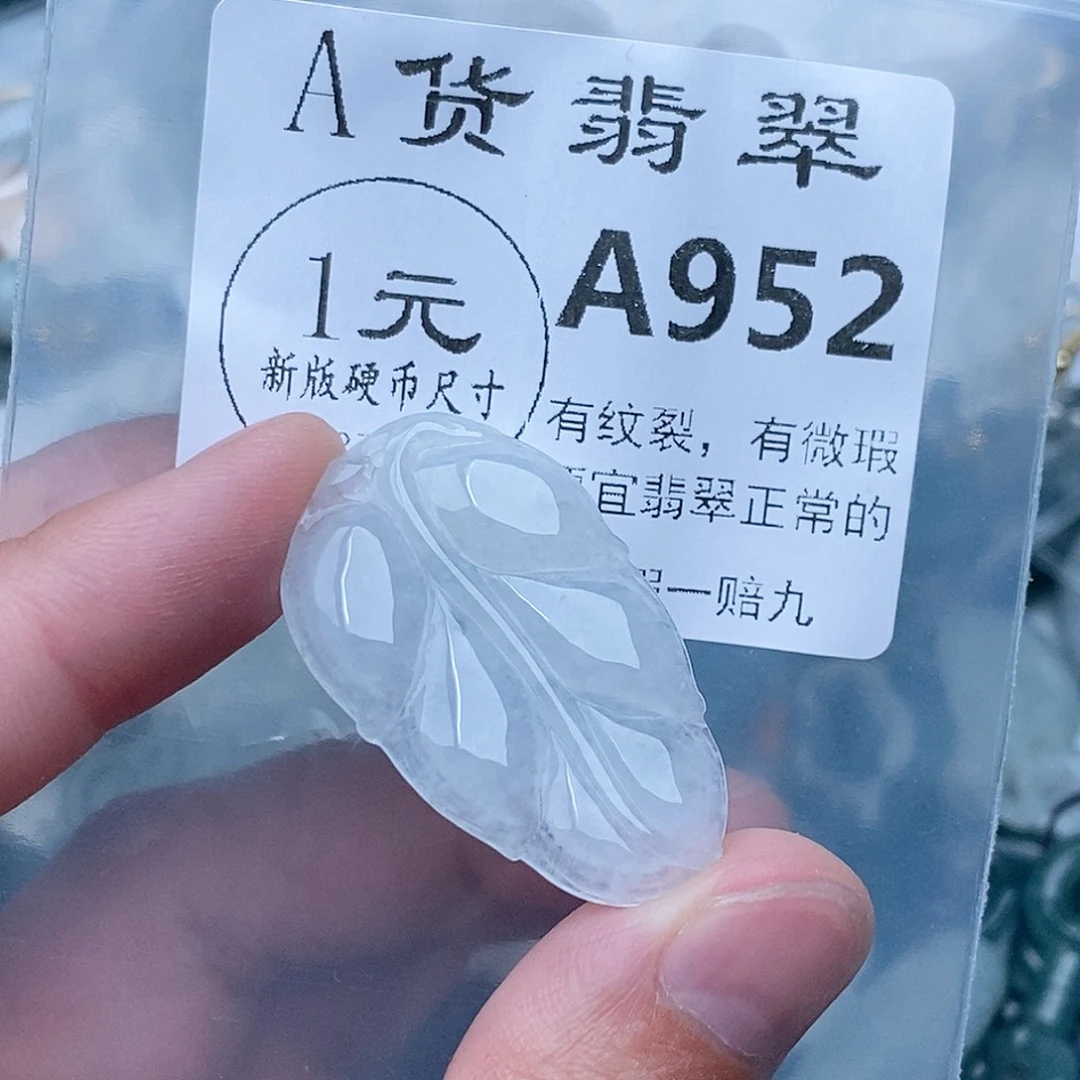 A货翡翠
1元
A952
新版硬币尺寸
有纹裂，有微瑕
宜翡翠正常的
一赔九